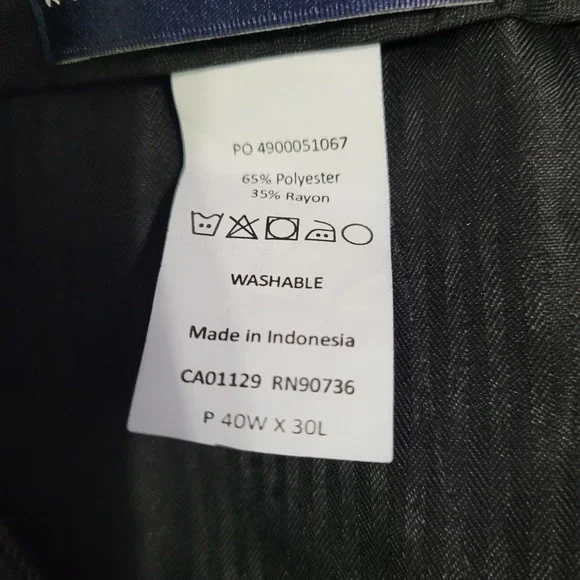 PO 4900051067
65% Polyester
35% Rayon
WASHABLE
Made in Indonesia
CA01129 RN90736
P 40W X 30L